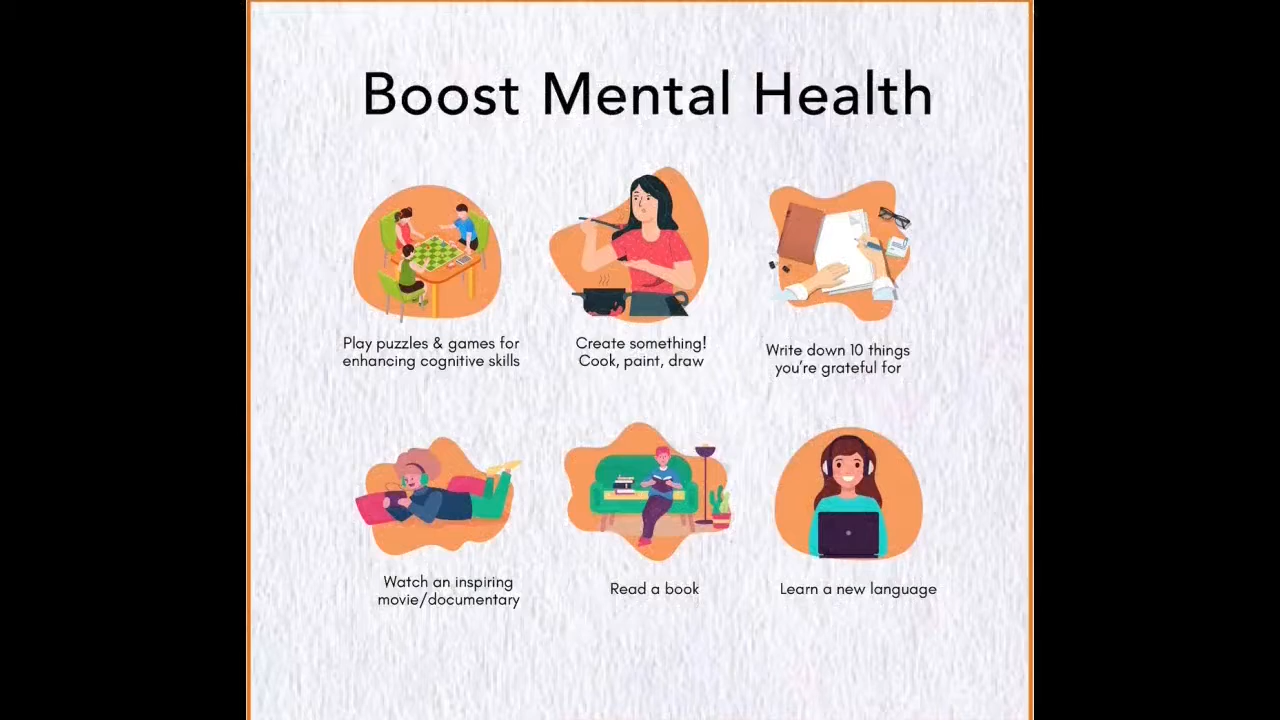 Boost Mental Health
Play puzzles & games for
enhancing cognitive skills
Create something!
Cook, paint, draw
Write down 10 things
you're grateful for
Watch an inspiring
movie/documentary
Read a book
Learn a new language